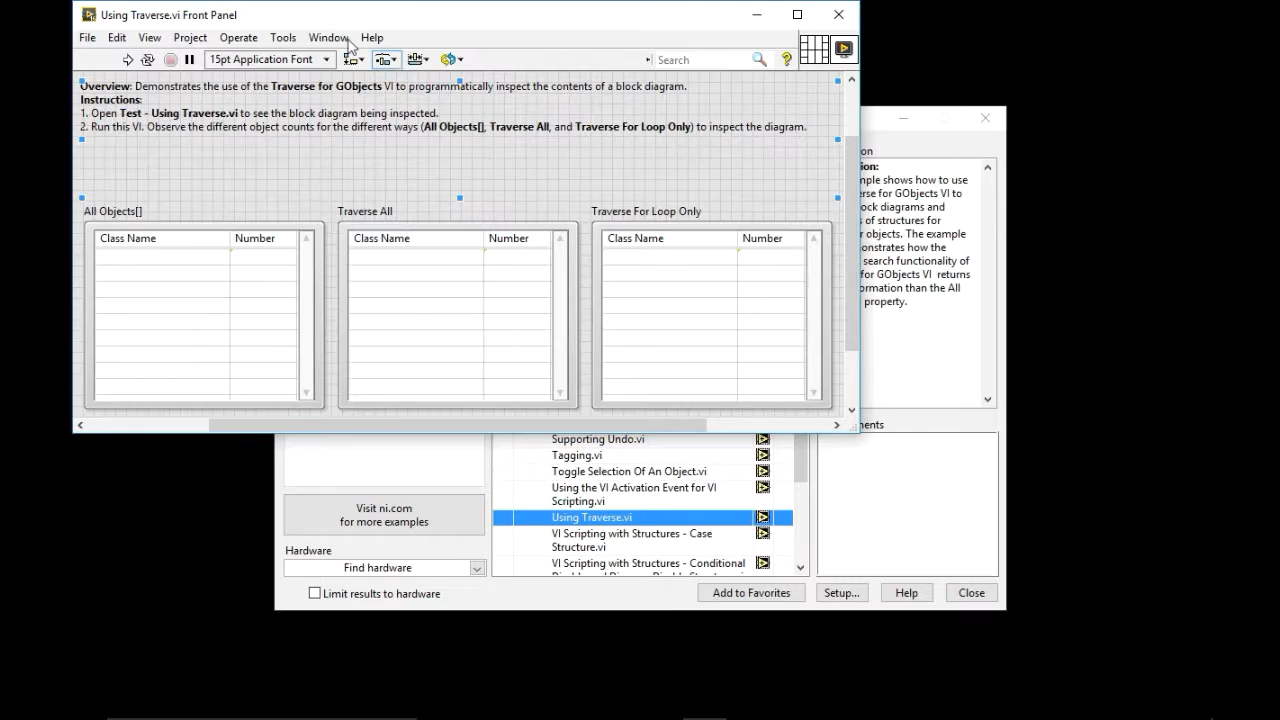 Using Traverse.vi Front Panel
File Edit View Project Operate Tools Window Help
15pt Application Font
Search
Overview: Demonstrates the use of the Traverse for GObjects VI to programmatically inspect the contents of a block diagram.
Instructions:
1. Open Test - Using Traverse.vi to see the block diagram being inspected.
2. Run this VI. Observe the different object counts for the different ways (All Objects[], Traverse All, and Traverse For Loop Only) to inspect the diagram.
All Objects[]
Class Name Number
Traverse All
Class Name Number
Traverse For Loop Only
Class Name Number
on
ion:
mple shows how to use
erse for GObjects VI to
ock diagrams and
s of structures for
r objects. The example
onstrates how the
search functionality of
for GObjects VI returns
ormation than the All
property.
ments
Supporting Undo.vi
Tagging.vi
Toggle Selection Of An Object.vi
Using the VI Activation Event for VI
Scripting.vi
Using Traverse.vi
VI Scripting with Structures - Case
Structure.vi
VI Scripting with Structures - Conditional
Visit ni.com
for more examples
Hardware
Find hardware
Limit results to hardware
Add to Favorites
Setup...
Help
Close